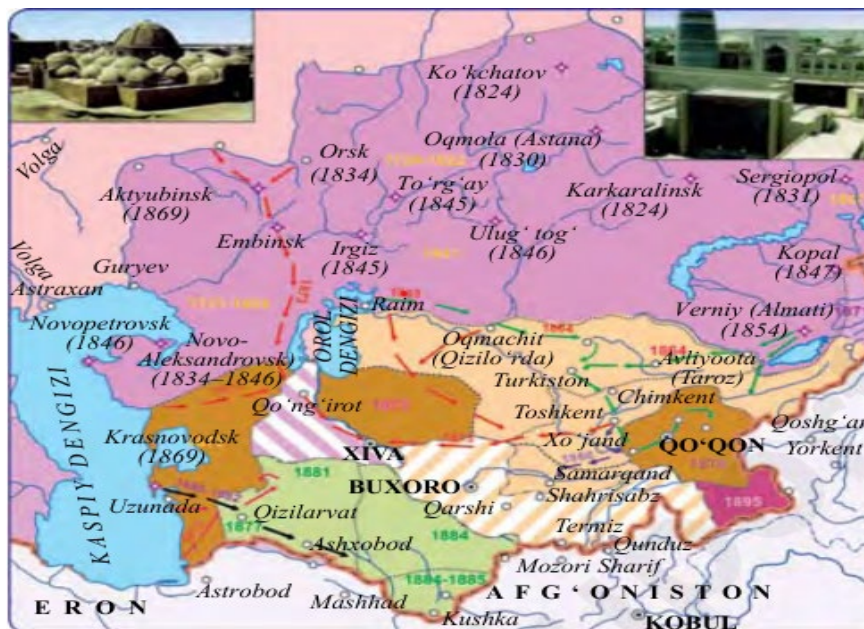 Ko‘kchatov
(1824)
Volga
Oqmola (Astana)
(1830)
Orsk
(1834)
Aktyubinsk
(1869)
To‘rg‘ay
(1845)
Karkaralinsk
(1824)
Sergiopol
(1831)
Embinsk
Irgiz
(1845)
Ulug‘ tog‘
(1846)
Kopal
(1847)
Volga
Guryev
Astraxan
Raim
Verniy (Almati)
(1854)
Novopetrovsk
(1846)
Novo-
Aleksandrovsk)
(1834–1846)
OROL
DENGIZI
Oqmachit
(Qizilo‘rda)
Avliyoota
(Taroz)
Turkiston
Chimkent
Toshkent
Qo‘ng‘irot
Krasnovodsk
(1869)
Xo‘jand
QO‘QON
Qoshg‘ar
Yorkent
XIVA
KASPIY DENGIZI
1881
BUXORO
Samarqand
Shahrisabz
Qarshi
1895
Uzunada
Qizilarvat
1877
1884
Termiz
Ashxobod
Qunduz
Mozori Sharif
1884-1885
Astrobod
Mashhad
ERON
AFG‘ONISTON
Kushka
KOBUL